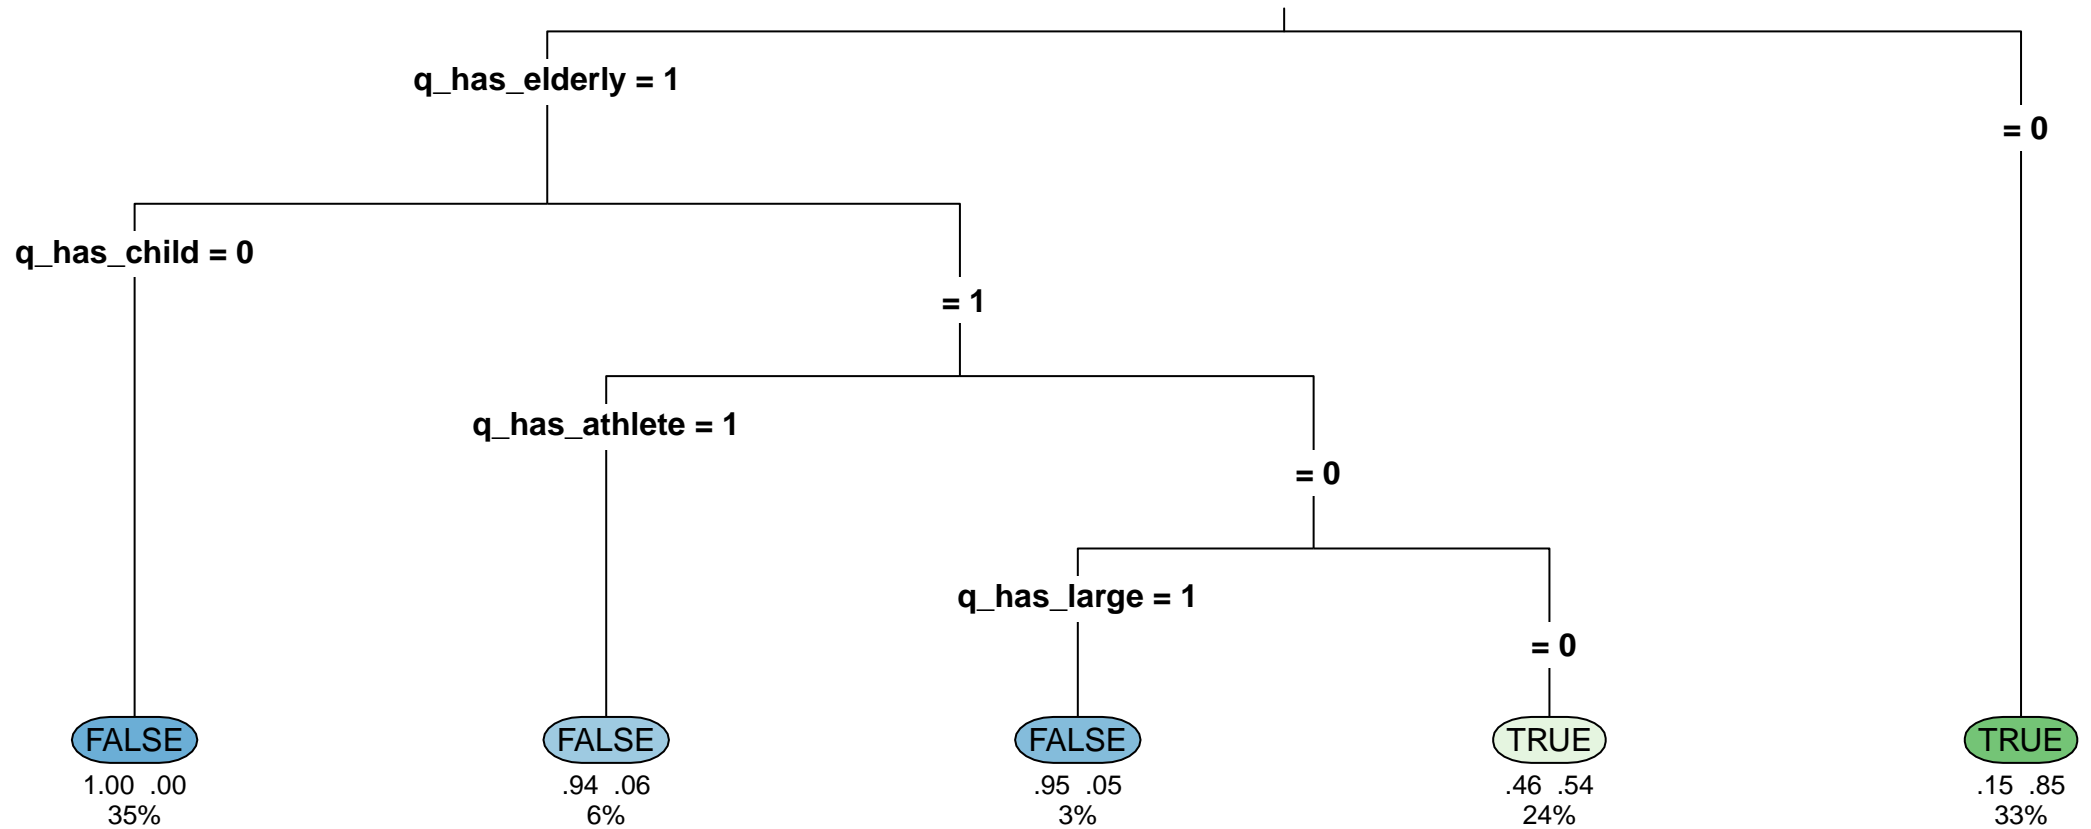 q_has_elderly = 1
= 0
q_has_child = 0
= 1
q_has_athlete = 1
= 0
q_has_large = 1
= 0
FALSE
1.00 .00
35%
FALSE
.94 .06
6%
FALSE
.95 .05
3%
TRUE
.46 .54
24%
TRUE
.15 .85
33%